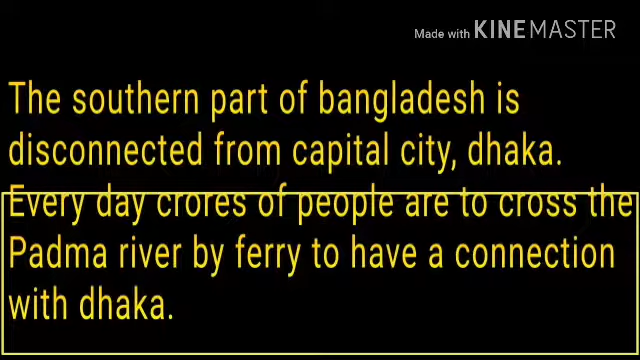 Made with KINEMASTER
The southern part of bangladesh is
disconnected from capital city, dhaka.
Every day crores of people are to cross the
Padma river by ferry to have a connection
with dhaka.